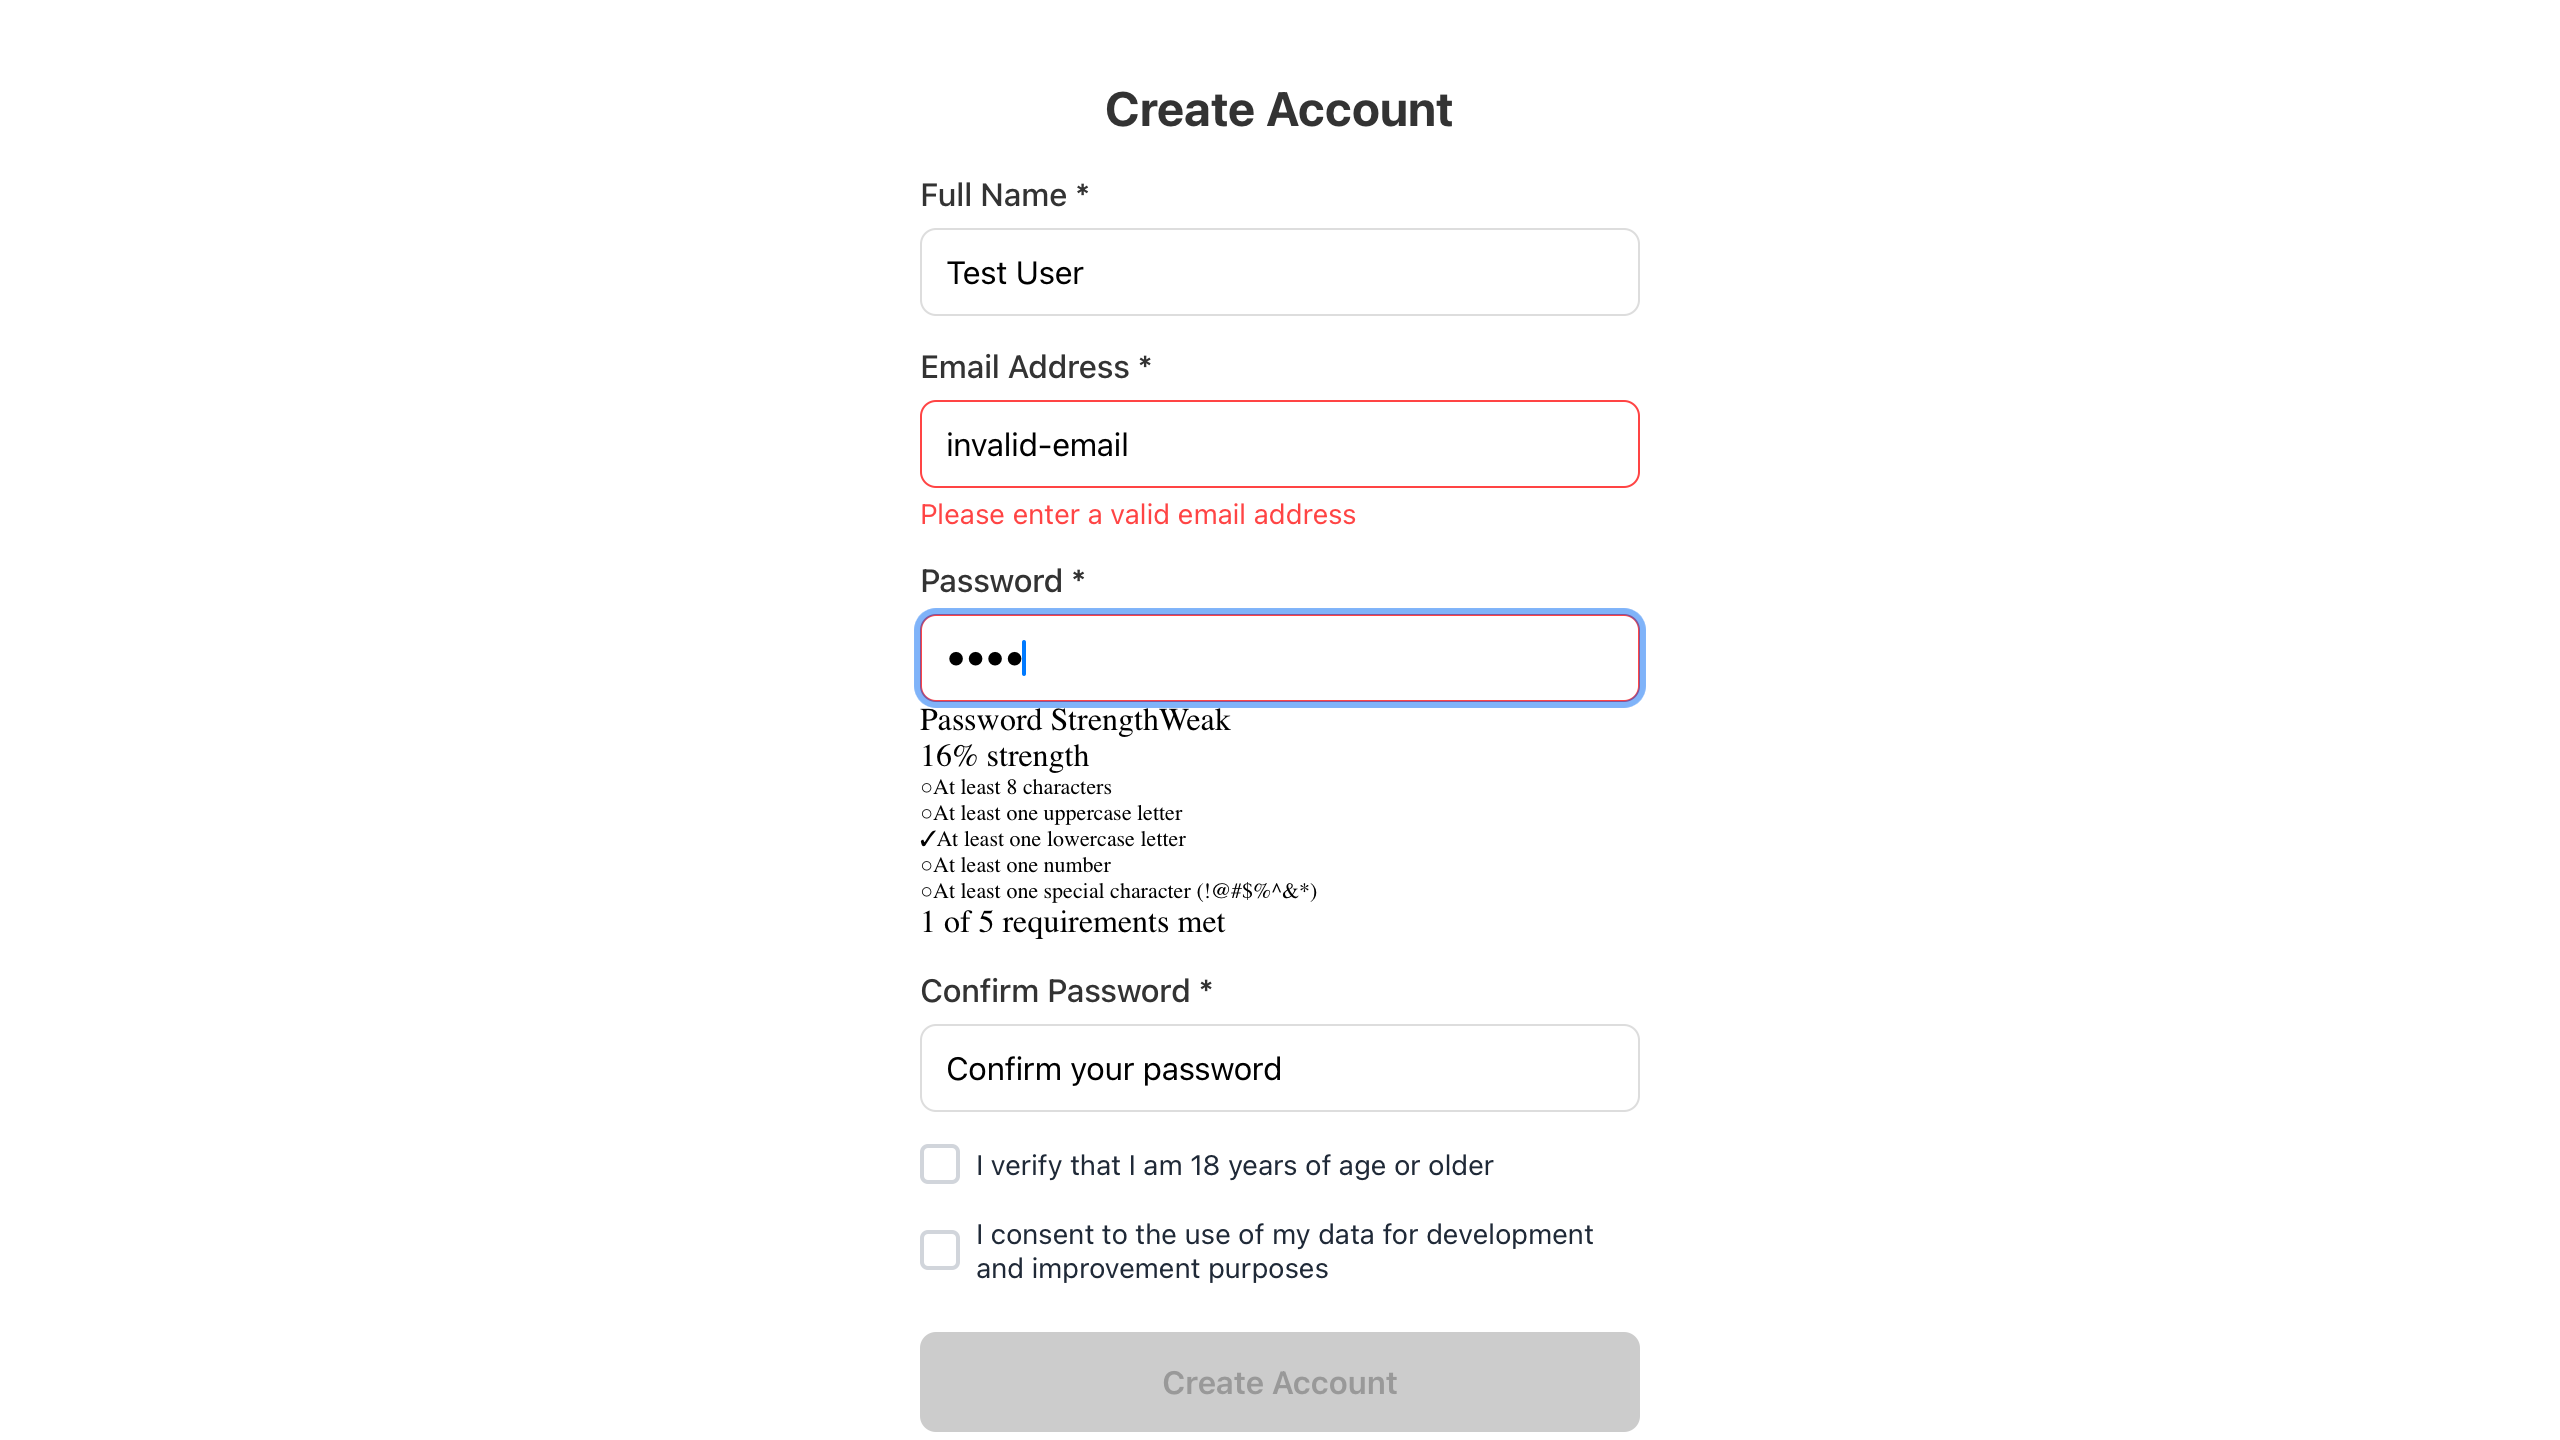 Create Account
Full Name *
Test User
Email Address *
invalid-email
Please enter a valid email address
Password *
••••
Password StrengthWeak
16% strength
○At least 8 characters
○At least one uppercase letter
✓At least one lowercase letter
○At least one number
○At least one special character (!@#$%^&*)
1 of 5 requirements met
Confirm Password *
Confirm your password
I verify that I am 18 years of age or older
I consent to the use of my data for development
and improvement purposes
Create Account